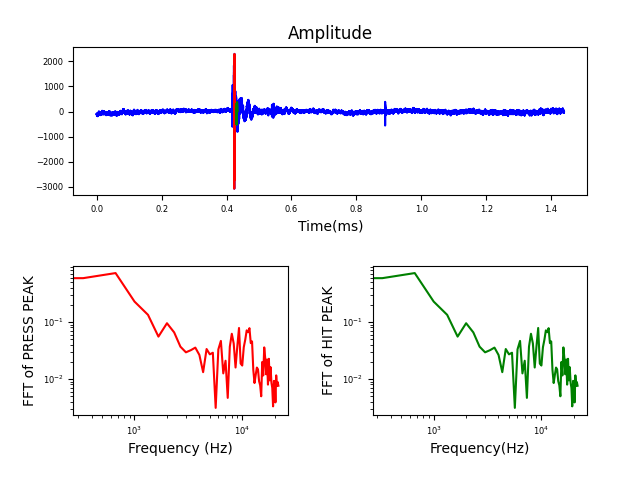 Amplitude
2000
1000
0
−1000
−2000
−3000
0.0 0.2 0.4 0.6 0.8 1.0 1.2 1.4
Time(ms)
FFT of PRESS PEAK
10⁻¹
10⁻²
10³ 10⁴
Frequency (Hz)
FFT of HIT PEAK
10⁻¹
10⁻²
10³ 10⁴
Frequency(Hz)